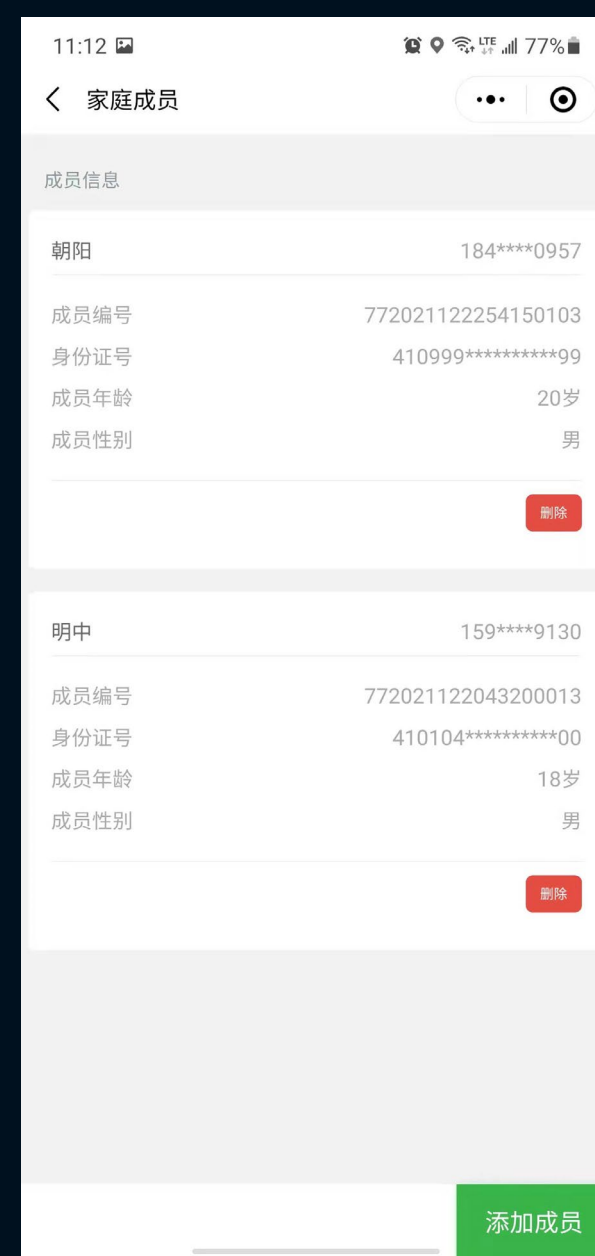 11:12 LTE 77%
家庭成员
成员信息
朝阳 184****0957
成员编号 772021122254150103
身份证号 410999**********99
成员年龄 20岁
成员性别 男
删除
明中 159****9130
成员编号 772021122043200013
身份证号 410104**********00
成员年龄 18岁
成员性别 男
删除
添加成员